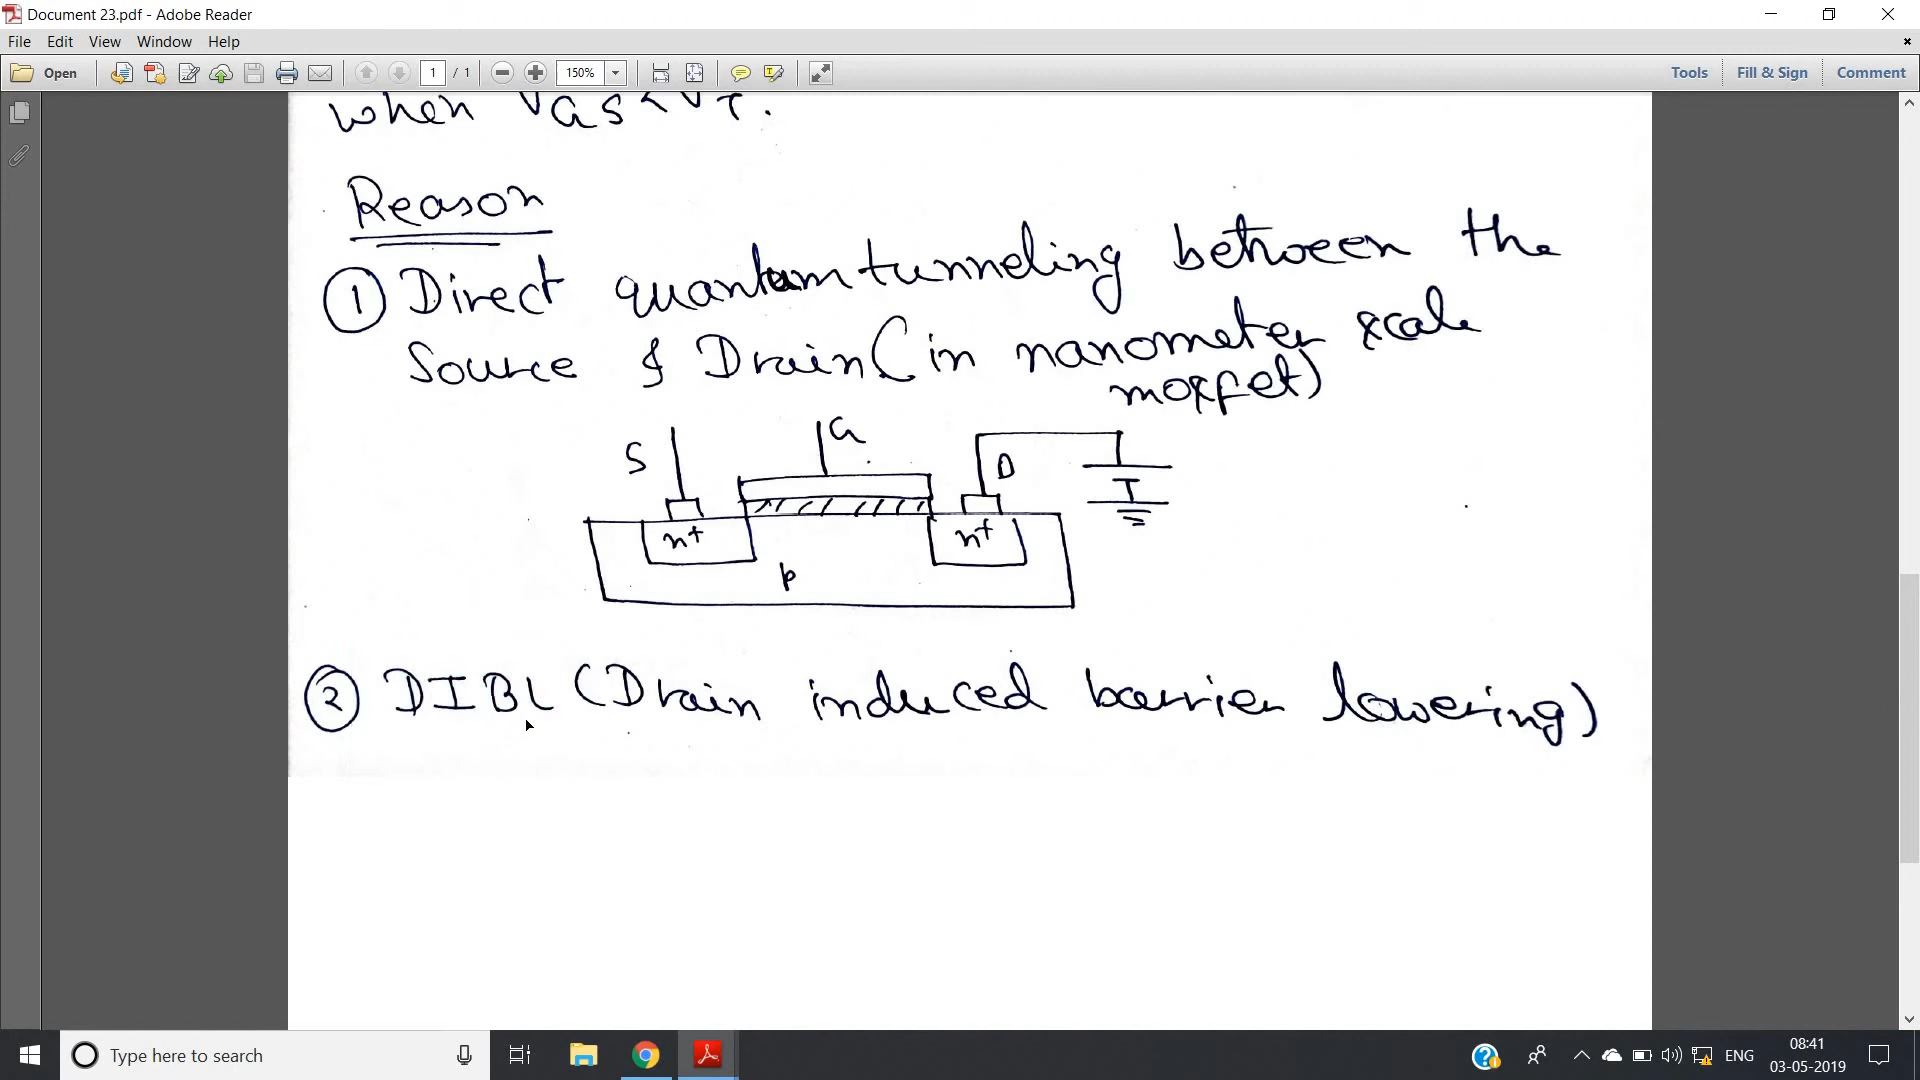 Document 23.pdf - Adobe Reader
File Edit View Window Help
Open 1 / 1 150% Tools Fill & Sign Comment
when VGS < VT.
Reason
① Direct quantum tunneling between the
Source & Drain (in nanometer scale
mosfet)
S G D
n+ n+
p
② DIBL (Drain induced barrier lowering)
Type here to search
ENG
08:41
03-05-2019